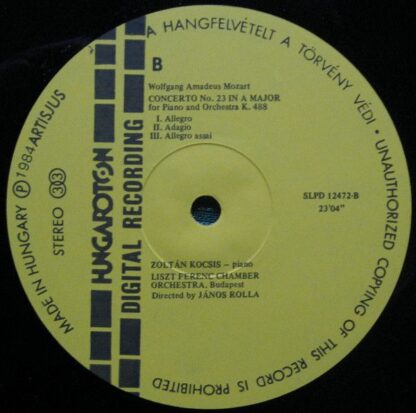 A HANGFELVÉTELT A TÖRVÉNY VÉDI • UNAUTHORIZED COPYING OF THIS RECORD IS PROHIBITED
MADE IN HUNGARY Ⓟ 1984 ARTISJUS
STEREO 33
HUNGAROTON
DIGITAL RECORDING
B
Wolfgang Amadeus Mozart
CONCERTO No. 23 IN A MAJOR
for Piano and Orchestra K. 488
I. Allegro
II. Adagio
III. Allegro assai
SLPD 12472-B
23'04"
ZOLTÁN KOCSIS – piano
LISZT FERENC CHAMBER
ORCHESTRA, Budapest
Directed by JÁNOS ROLLA